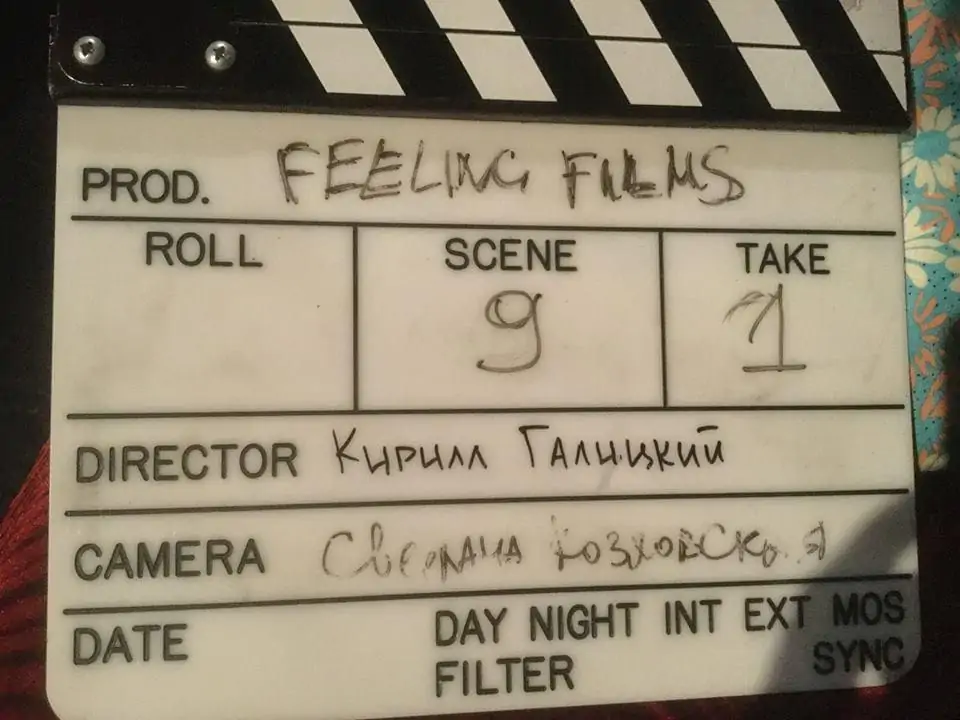 PROD. FEELING FILMS
ROLL SCENE TAKE
9 1
DIRECTOR Кирилл Галицкий
CAMERA Светлана Козловская
DATE DAY NIGHT INT EXT MOS
FILTER SYNC